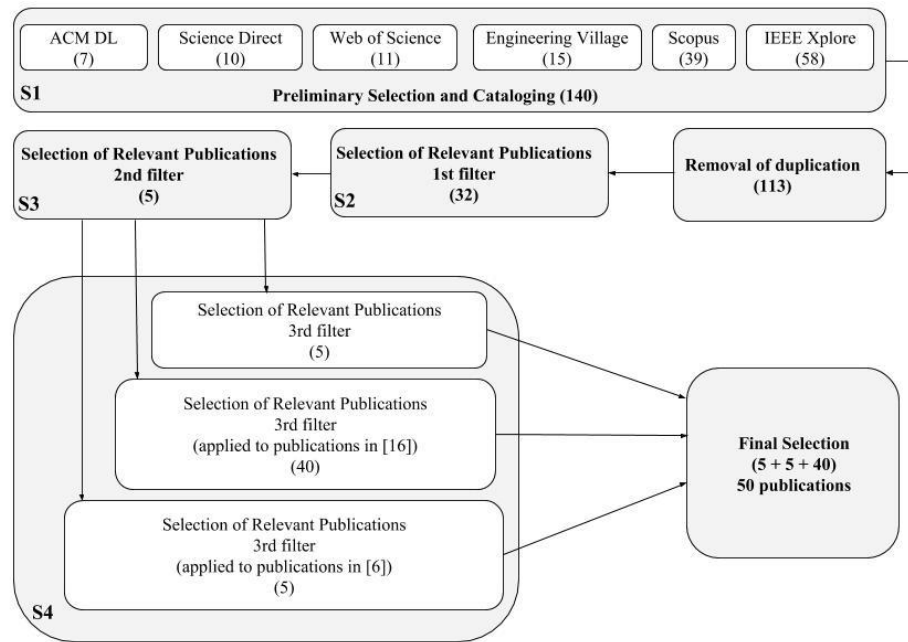 ACM DL
(7)
Science Direct
(10)
Web of Science
(11)
Engineering Village
(15)
Scopus
(39)
IEEE Xplore
(58)
S1
Preliminary Selection and Cataloging (140)
Selection of Relevant Publications
2nd filter
(5)
S3
Selection of Relevant Publications
1st filter
(32)
S2
Removal of duplication
(113)
Selection of Relevant Publications
3rd filter
(5)
Selection of Relevant Publications
3rd filter
(applied to publications in [16])
(40)
Selection of Relevant Publications
3rd filter
(applied to publications in [6])
(5)
S4
Final Selection
(5 + 5 + 40)
50 publications